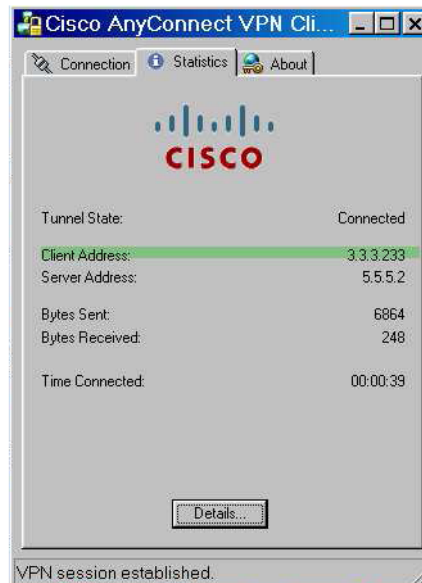 Cisco AnyConnect VPN Cli...
Connection Statistics About
CISCO
Tunnel State: Connected
Client Address: 3.3.3.233
Server Address: 5.5.5.2
Bytes Sent: 6864
Bytes Received: 248
Time Connected: 00:00:39
Details...
VPN session established.